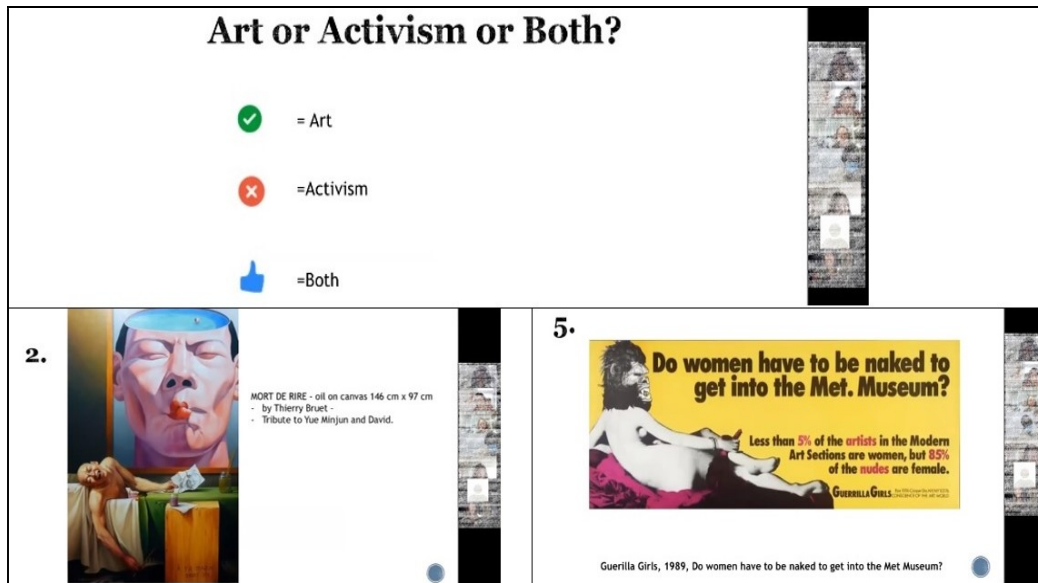 Art or Activism or Both?
= Art
=Activism
=Both
2.
MORT DE RIRE - oil on canvas 146 cm x 97 cm
- by Thierry Bruet -
- Tribute to Yue Minjun and David.
5.
Do women have to be naked to
get into the Met. Museum?
Less than 5% of the artists in the Modern
Art Sections are women, but 85%
of the nudes are female.
GUERRILLA GIRLS
Guerilla Girls, 1989, Do women have to be naked to get into the Met Museum?